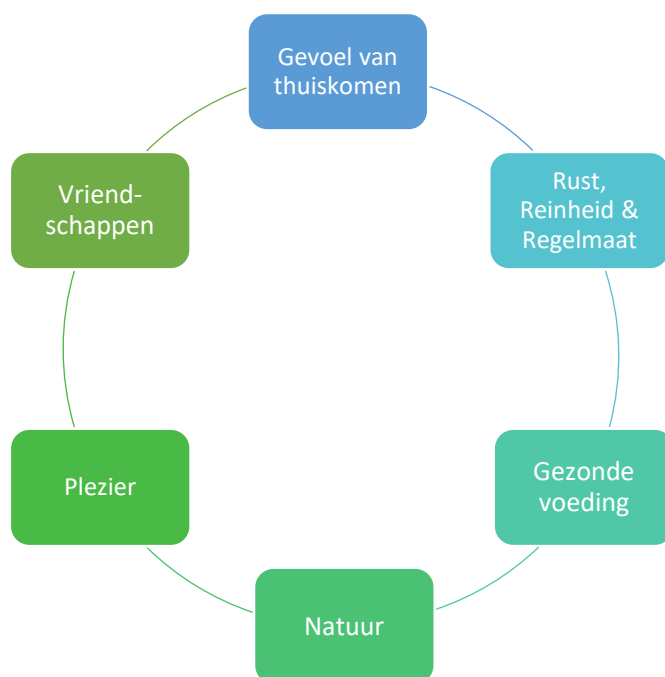 Gevoel van
thuiskomen
Rust,
Reinheid &
Regelmaat
Gezonde
voeding
Natuur
Plezier
Vriend-
schappen